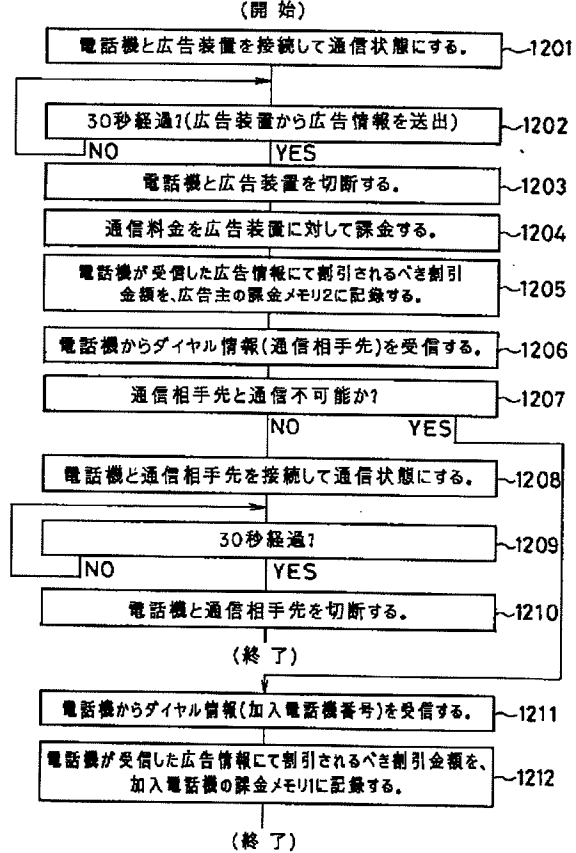 (開 始)
電話機と広告装置を接続して通信状態にする。 1201
30秒経過?(広告装置から広告情報を送出) 1202
NO YES
電話機と広告装置を切断する。 1203
通信料金を広告装置に対して課金する。 1204
電話機が受信した広告情報にて割引されるべき割引
金額を、広告主の課金メモリ2に記録する。 1205
電話機からダイヤル情報(通信相手先)を受信する。 1206
通信相手先と通信不可能か? 1207
NO YES
電話機と通信相手先を接続して通信状態にする。 1208
30秒経過? 1209
NO YES
電話機と通信相手先を切断する。 1210
(終 了)
電話機からダイヤル情報(加入電話機番号)を受信する。 1211
電話機が受信した広告情報にて割引されるべき割引金額を、
加入電話機の課金メモリ1に記録する。 1212
(終 了)